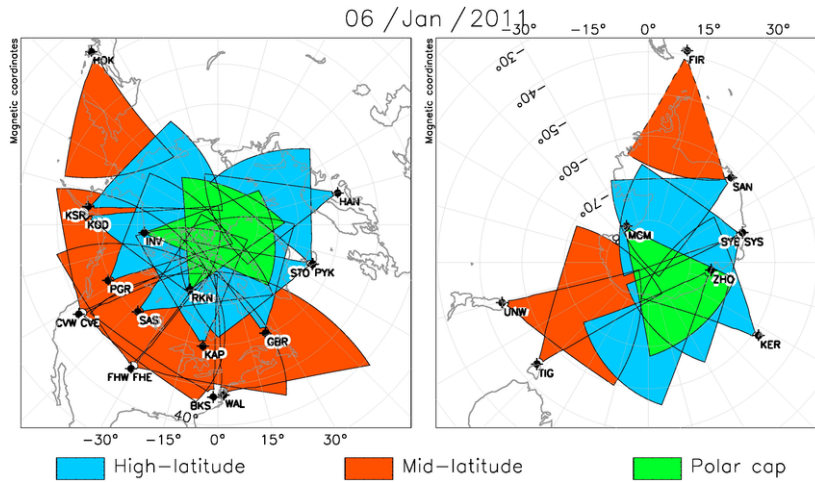 06 /Jan /2011
Magnetic coordinates
HOK
KSR
KOD
INV
HAN
STO PYK
PGR
RKN
CVW CVE
SAS
GBR
KAP
FHW FHE
BKS
WAL
40°
-30° -15° 0° 15° 30°
Magnetic coordinates
-30° -15° 0° 15° 30°
-30°
-40°
-50°
-60°
-70°
FIR
SAN
MCM
SYE SYS
ZHO
UNW
KER
TIG
High-latitude
Mid-latitude
Polar cap